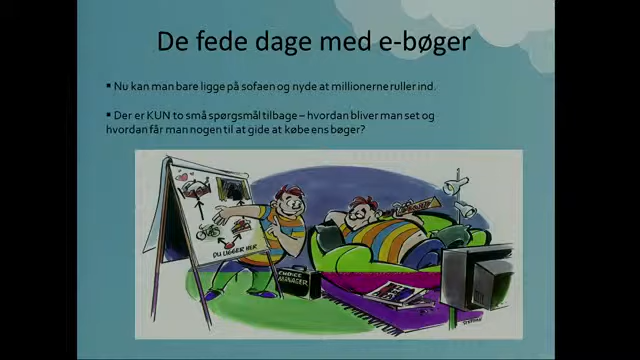 De fede dage med e-bøger
▪ Nu kan man bare ligge på sofaen og nyde at millionerne ruller ind.
▪ Der er KUN to små spørgsmål tilbage – hvordan bliver man set og
hvordan får man nogen til at gide at købe ens bøger?
DU LIGGER HER
MANAGER